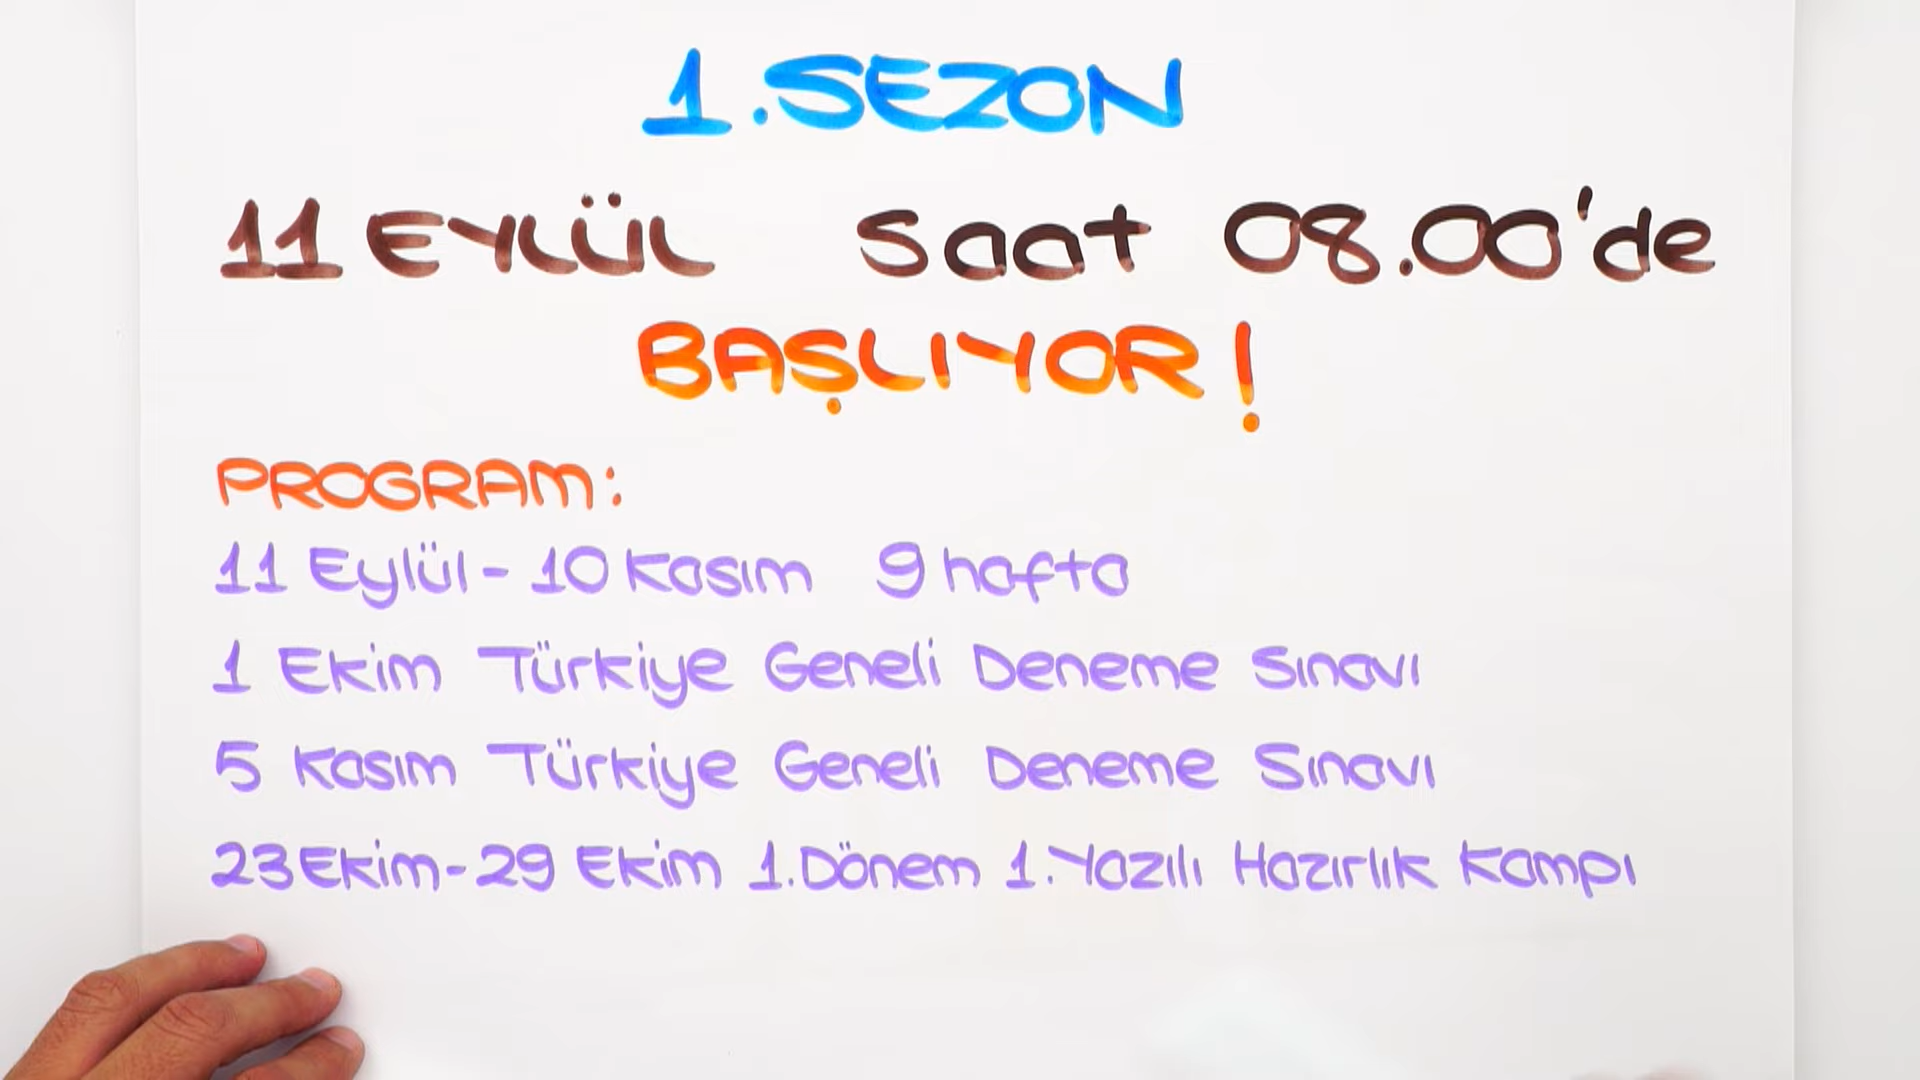 1.SEZON
11 EYLÜL saat 08.00'de
BAŞLIYOR!
PROGRAM:
11 Eylül - 10 Kasım 9 hafta
1 Ekim Türkiye Geneli Deneme Sınavı
5 Kasım Türkiye Geneli Deneme Sınavı
23 Ekim - 29 Ekim 1.Dönem 1.Yazılı Hazırlık Kampı